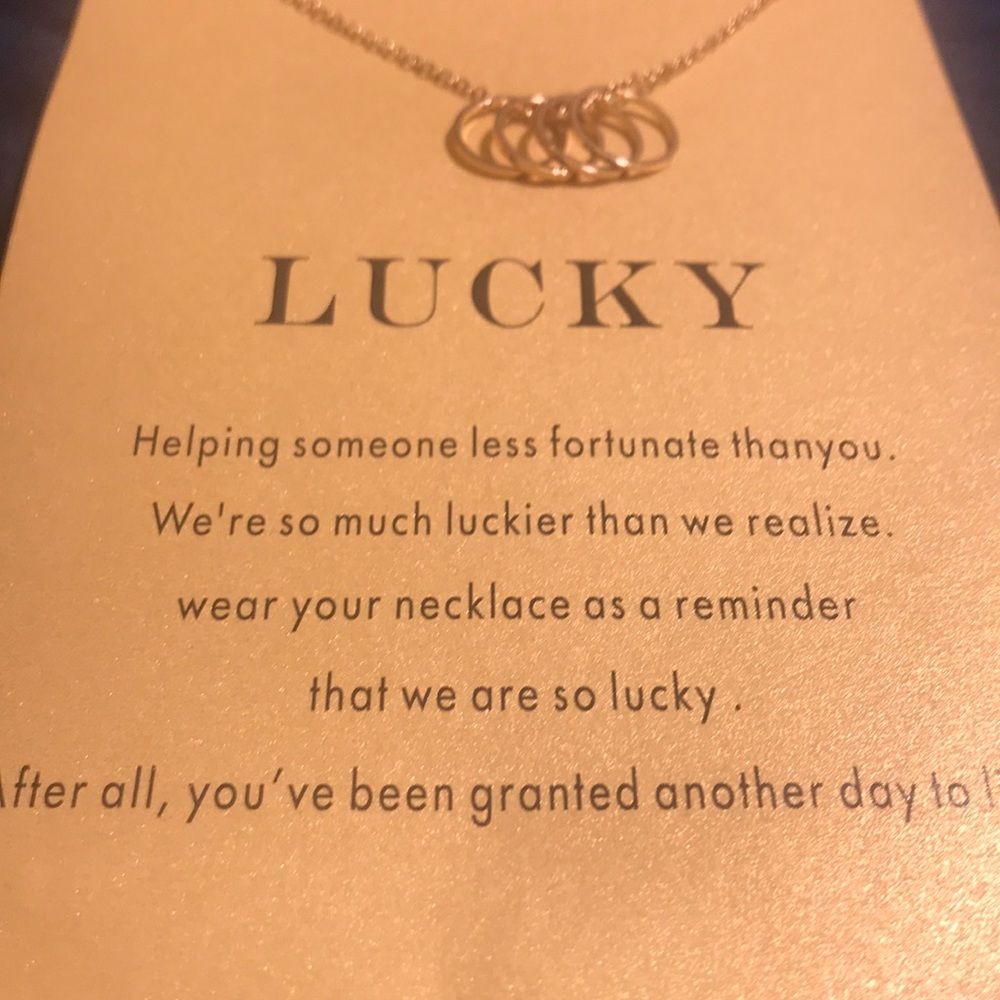 LUCKY
Helping someone less fortunate thanyou.
We're so much luckier than we realize.
wear your necklace as a reminder
that we are so lucky .
After all, you've been granted another day to